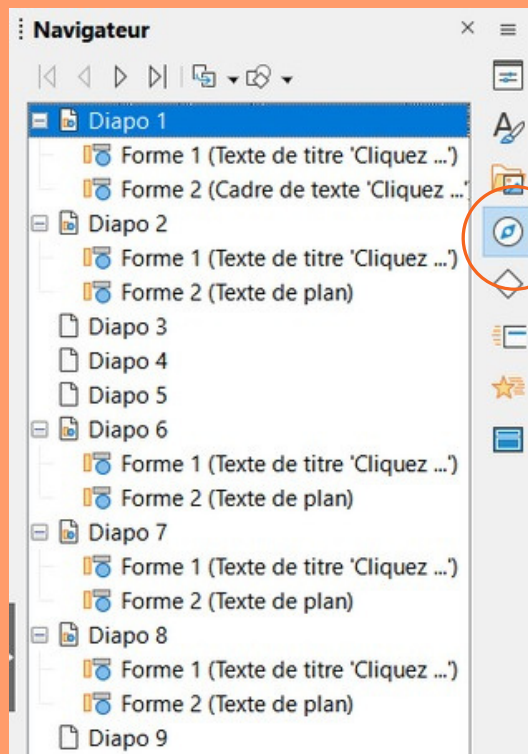 Navigateur
Diapo 1
Forme 1 (Texte de titre 'Cliquez ...')
Forme 2 (Cadre de texte 'Cliquez ...'
Diapo 2
Forme 1 (Texte de titre 'Cliquez ...')
Forme 2 (Texte de plan)
Diapo 3
Diapo 4
Diapo 5
Diapo 6
Forme 1 (Texte de titre 'Cliquez ...')
Forme 2 (Texte de plan)
Diapo 7
Forme 1 (Texte de titre 'Cliquez ...')
Forme 2 (Texte de plan)
Diapo 8
Forme 1 (Texte de titre 'Cliquez ...')
Forme 2 (Texte de plan)
Diapo 9